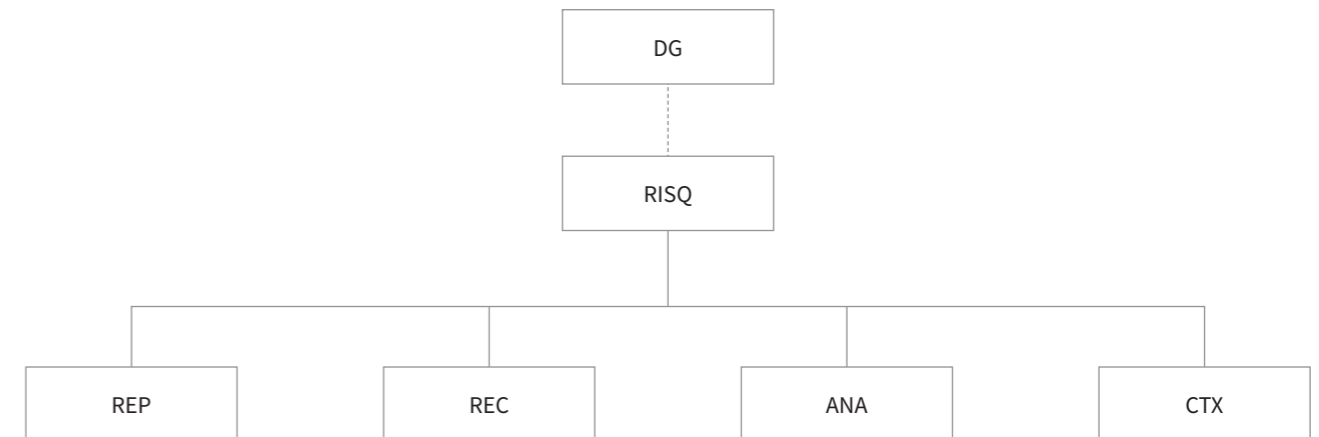 DG
RISQ
REP
REC
ANA
CTX